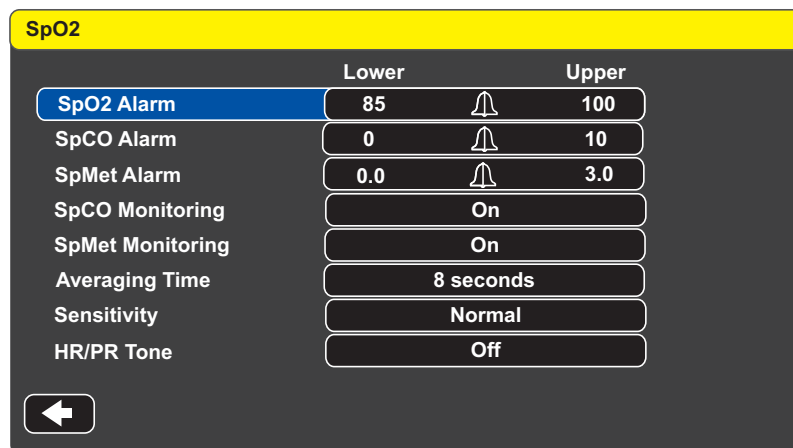 SpO2
Lower Upper
SpO2 Alarm 85 100
SpCO Alarm 0 10
SpMet Alarm 0.0 3.0
SpCO Monitoring On
SpMet Monitoring On
Averaging Time 8 seconds
Sensitivity Normal
HR/PR Tone Off